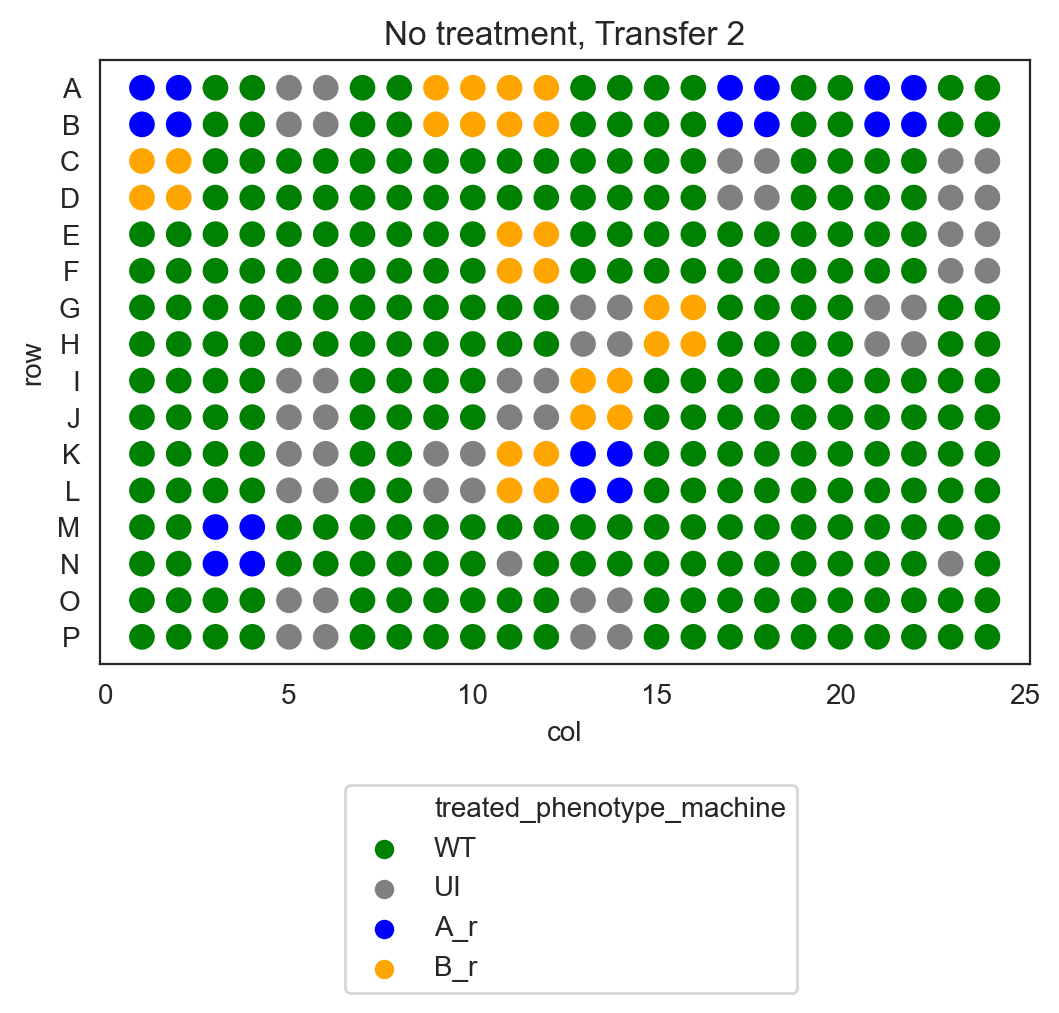 No treatment, Transfer 2
A
B
C
D
E
F
G
H
I
J
K
L
M
N
O
P
row
0 5 10 15 20 25
col
treated_phenotype_machine
WT
UI
A_r
B_r